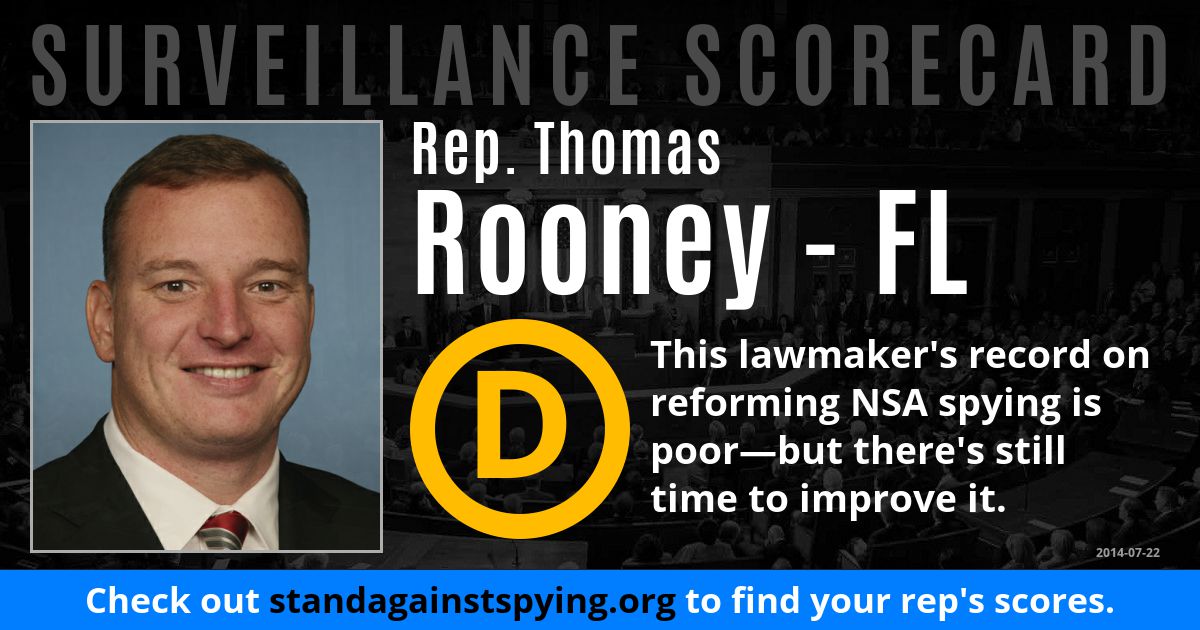 SURVEILLANCE SCORECARD
Rep. Thomas
Rooney - FL
D
This lawmaker's record on
reforming NSA spying is
poor—but there's still
time to improve it.
2014-07-22
Check out standagainstspying.org to find your rep's scores.